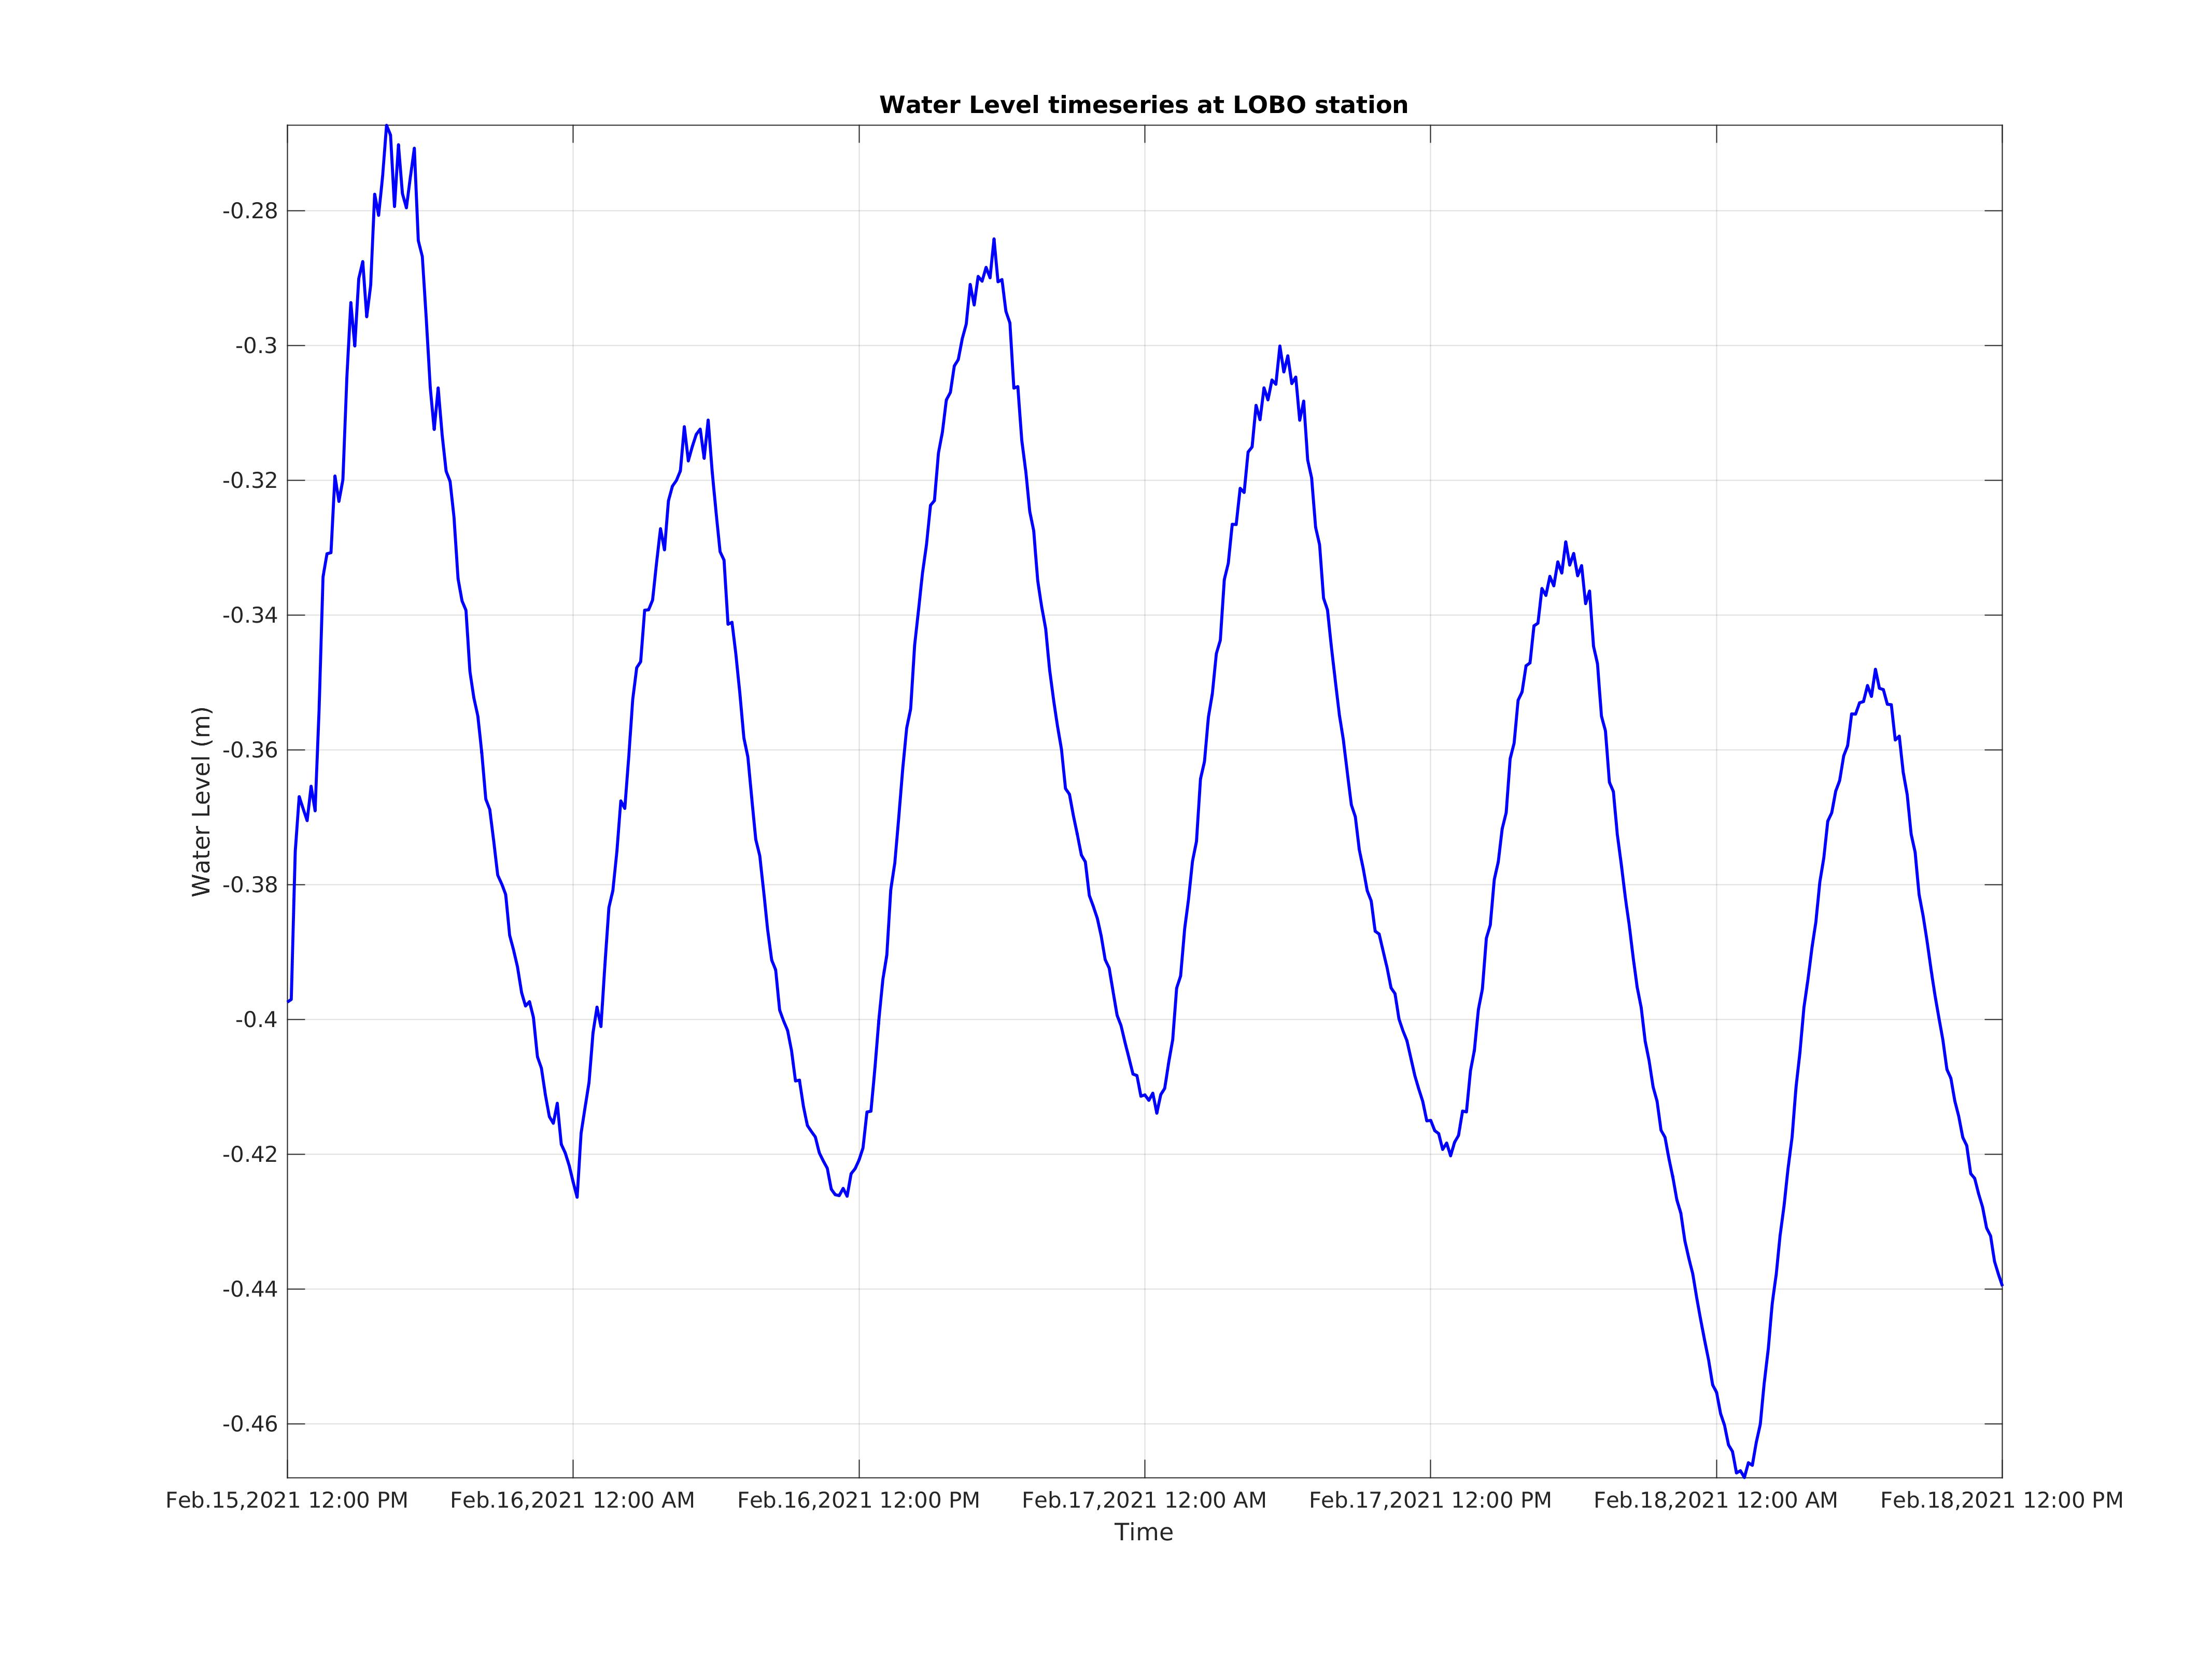 Water Level timeseries at LOBO station
-0.28
-0.3
-0.32
-0.34
-0.36
-0.38
-0.4
-0.42
-0.44
-0.46
Water Level (m)
Feb.15,2021 12:00 PM Feb.16,2021 12:00 AM Feb.16,2021 12:00 PM Feb.17,2021 12:00 AM Feb.17,2021 12:00 PM Feb.18,2021 12:00 AM Feb.18,2021 12:00 PM
Time